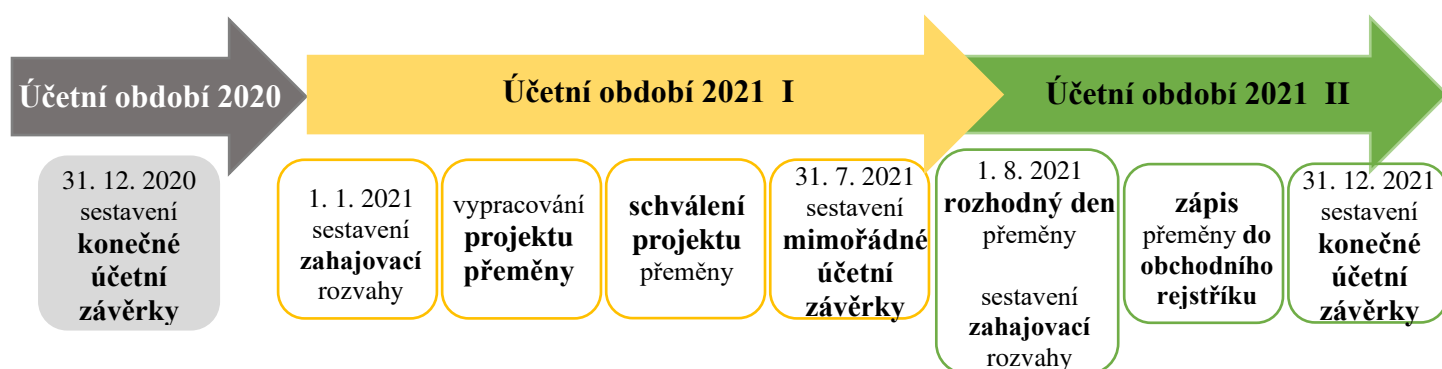 Účetní období 2020
Účetní období 2021  I
Účetní období 2021  II
31. 12. 2020
sestavení
konečné
účetní
závěrky
1. 1. 2021
sestavení
zahajovací
rozvahy
vypracování
projektu
přeměny
schválení
projektu
přeměny
31. 7. 2021
sestavení
mimořádné
účetní
závěrky
1. 8. 2021
rozhodný den
přeměny
sestavení
zahajovací
rozvahy
zápis
přeměny do
obchodního
rejstříku
31. 12. 2021
sestavení
konečné
účetní
závěrky